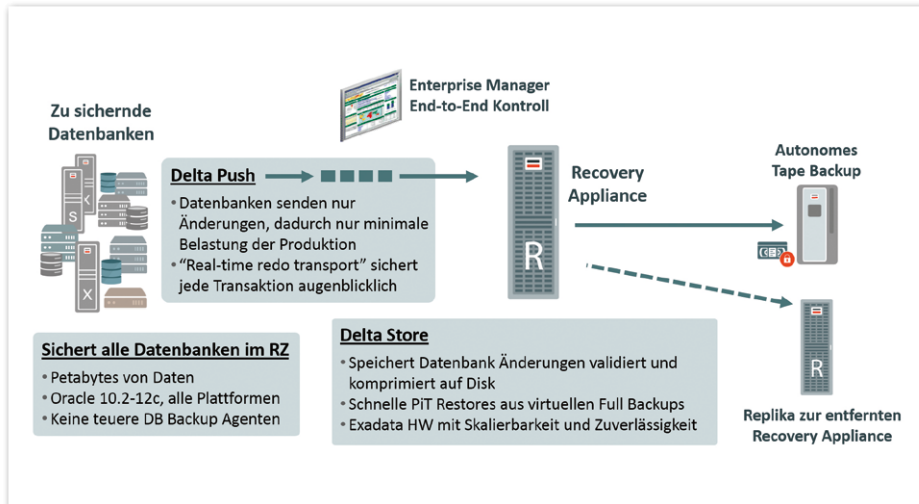 Zu sichernde
Datenbanken
Enterprise Manager
End-to-End Kontroll
Delta Push
• Datenbanken senden nur
Änderungen, dadurch nur minimale
Belastung der Produktion
• “Real-time redo transport” sichert
jede Transaktion augenblicklich
K
S
X
R
Recovery
Appliance
Autonomes
Tape Backup
Sichert alle Datenbanken im RZ
• Petabytes von Daten
• Oracle 10.2-12c, alle Plattformen
• Keine teuere DB Backup Agenten
Delta Store
• Speichert Datenbank Änderungen validiert und
komprimiert auf Disk
• Schnelle PiT Restores aus virtuellen Full Backups
• Exadata HW mit Skalierbarkeit und Zuverlässigkeit
R
Replika zur entfernten
Recovery Appliance